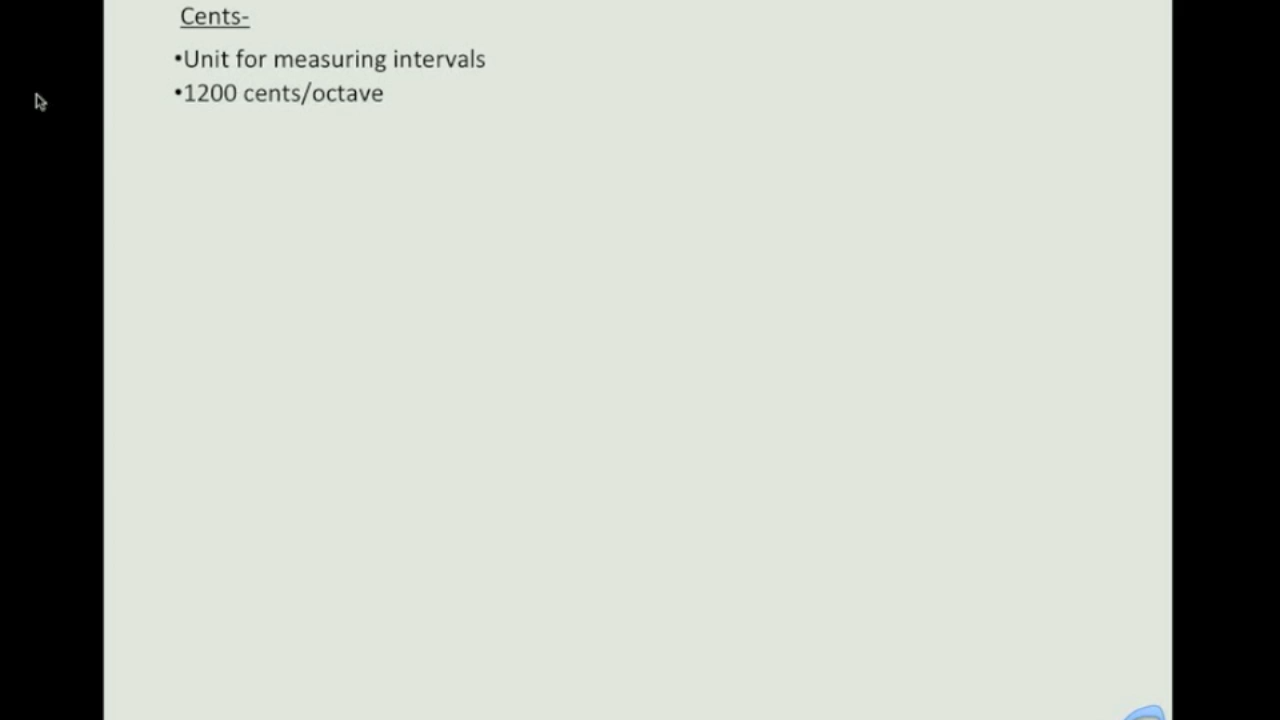 Cents-
•Unit for measuring intervals
•1200 cents/octave